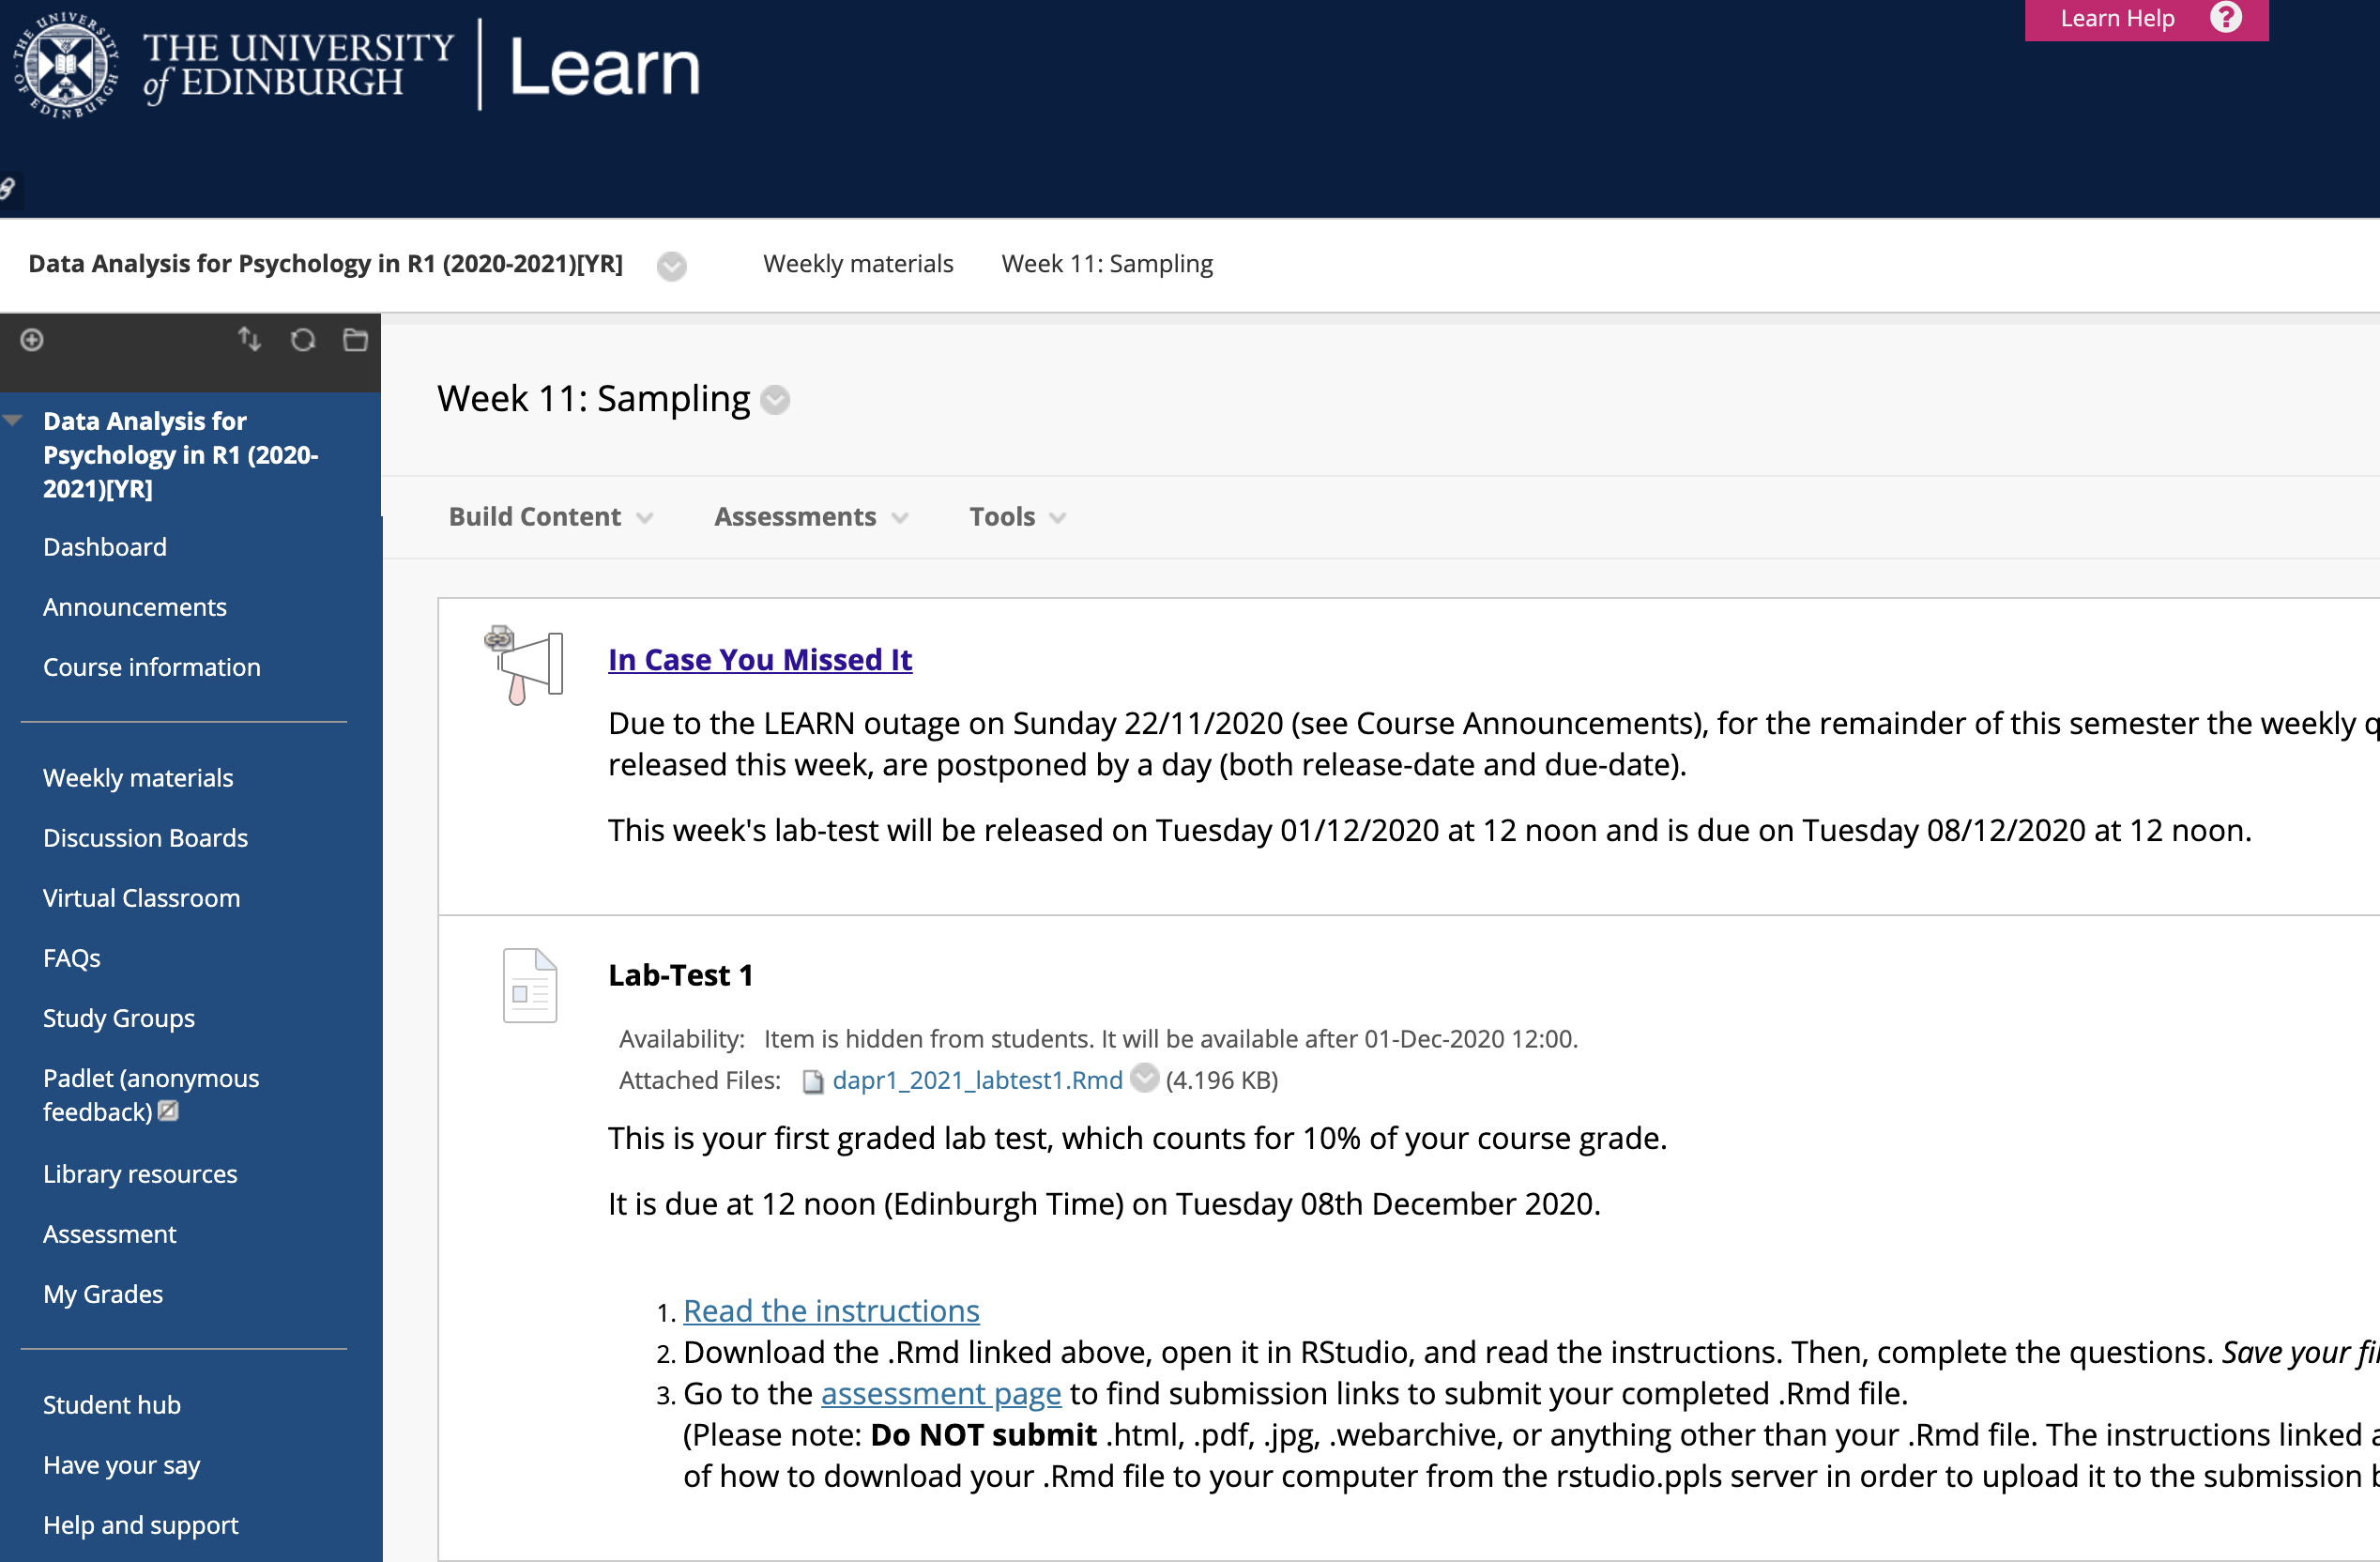 THE UNIVERSITY
of EDINBURGH
Learn
THE UNIVERSITY OF EDINBURGH
Learn Help ?
Data Analysis for Psychology in R1 (2020-2021)[YR]
Weekly materials
Week 11: Sampling
Data Analysis for
Psychology in R1 (2020-
2021)[YR]
Dashboard
Announcements
Course information
Weekly materials
Discussion Boards
Virtual Classroom
FAQs
Study Groups
Padlet (anonymous
feedback)
Library resources
Assessment
My Grades
Student hub
Have your say
Help and support
Week 11: Sampling
Build Content
Assessments
Tools
In Case You Missed It
Due to the LEARN outage on Sunday 22/11/2020 (see Course Announcements), for the remainder of this semester the weekly
released this week, are postponed by a day (both release-date and due-date).
This week's lab-test will be released on Tuesday 01/12/2020 at 12 noon and is due on Tuesday 08/12/2020 at 12 noon.
Lab-Test 1
Availability: Item is hidden from students. It will be available after 01-Dec-2020 12:00.
Attached Files: dapr1_2021_labtest1.Rmd (4.196 KB)
This is your first graded lab test, which counts for 10% of your course grade.
It is due at 12 noon (Edinburgh Time) on Tuesday 08th December 2020.
1. Read the instructions
2. Download the .Rmd linked above, open it in RStudio, and read the instructions. Then, complete the questions. Save your
3. Go to the assessment page to find submission links to submit your completed .Rmd file.
(Please note: Do NOT submit .html, .pdf, .jpg, .webarchive, or anything other than your .Rmd file. The instructions linked
of how to download your .Rmd file to your computer from the rstudio.ppls server in order to upload it to the submission